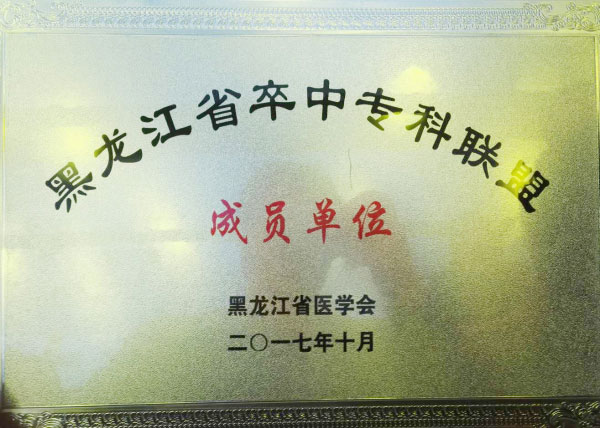 黑龙江省卒中专科联盟
成员单位
黑龙江省医学会
二〇一七年十月